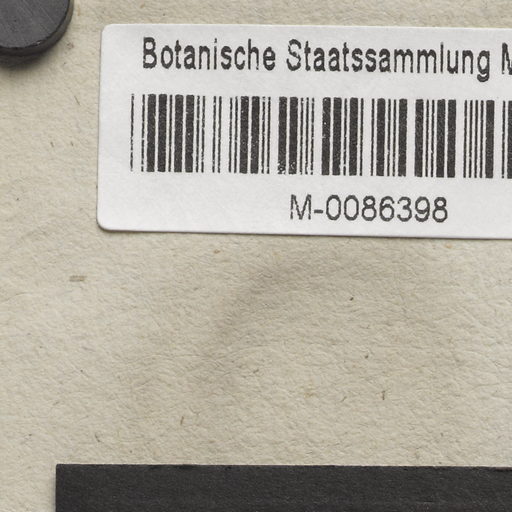 Botanische Staatssammlung M
M-0086398